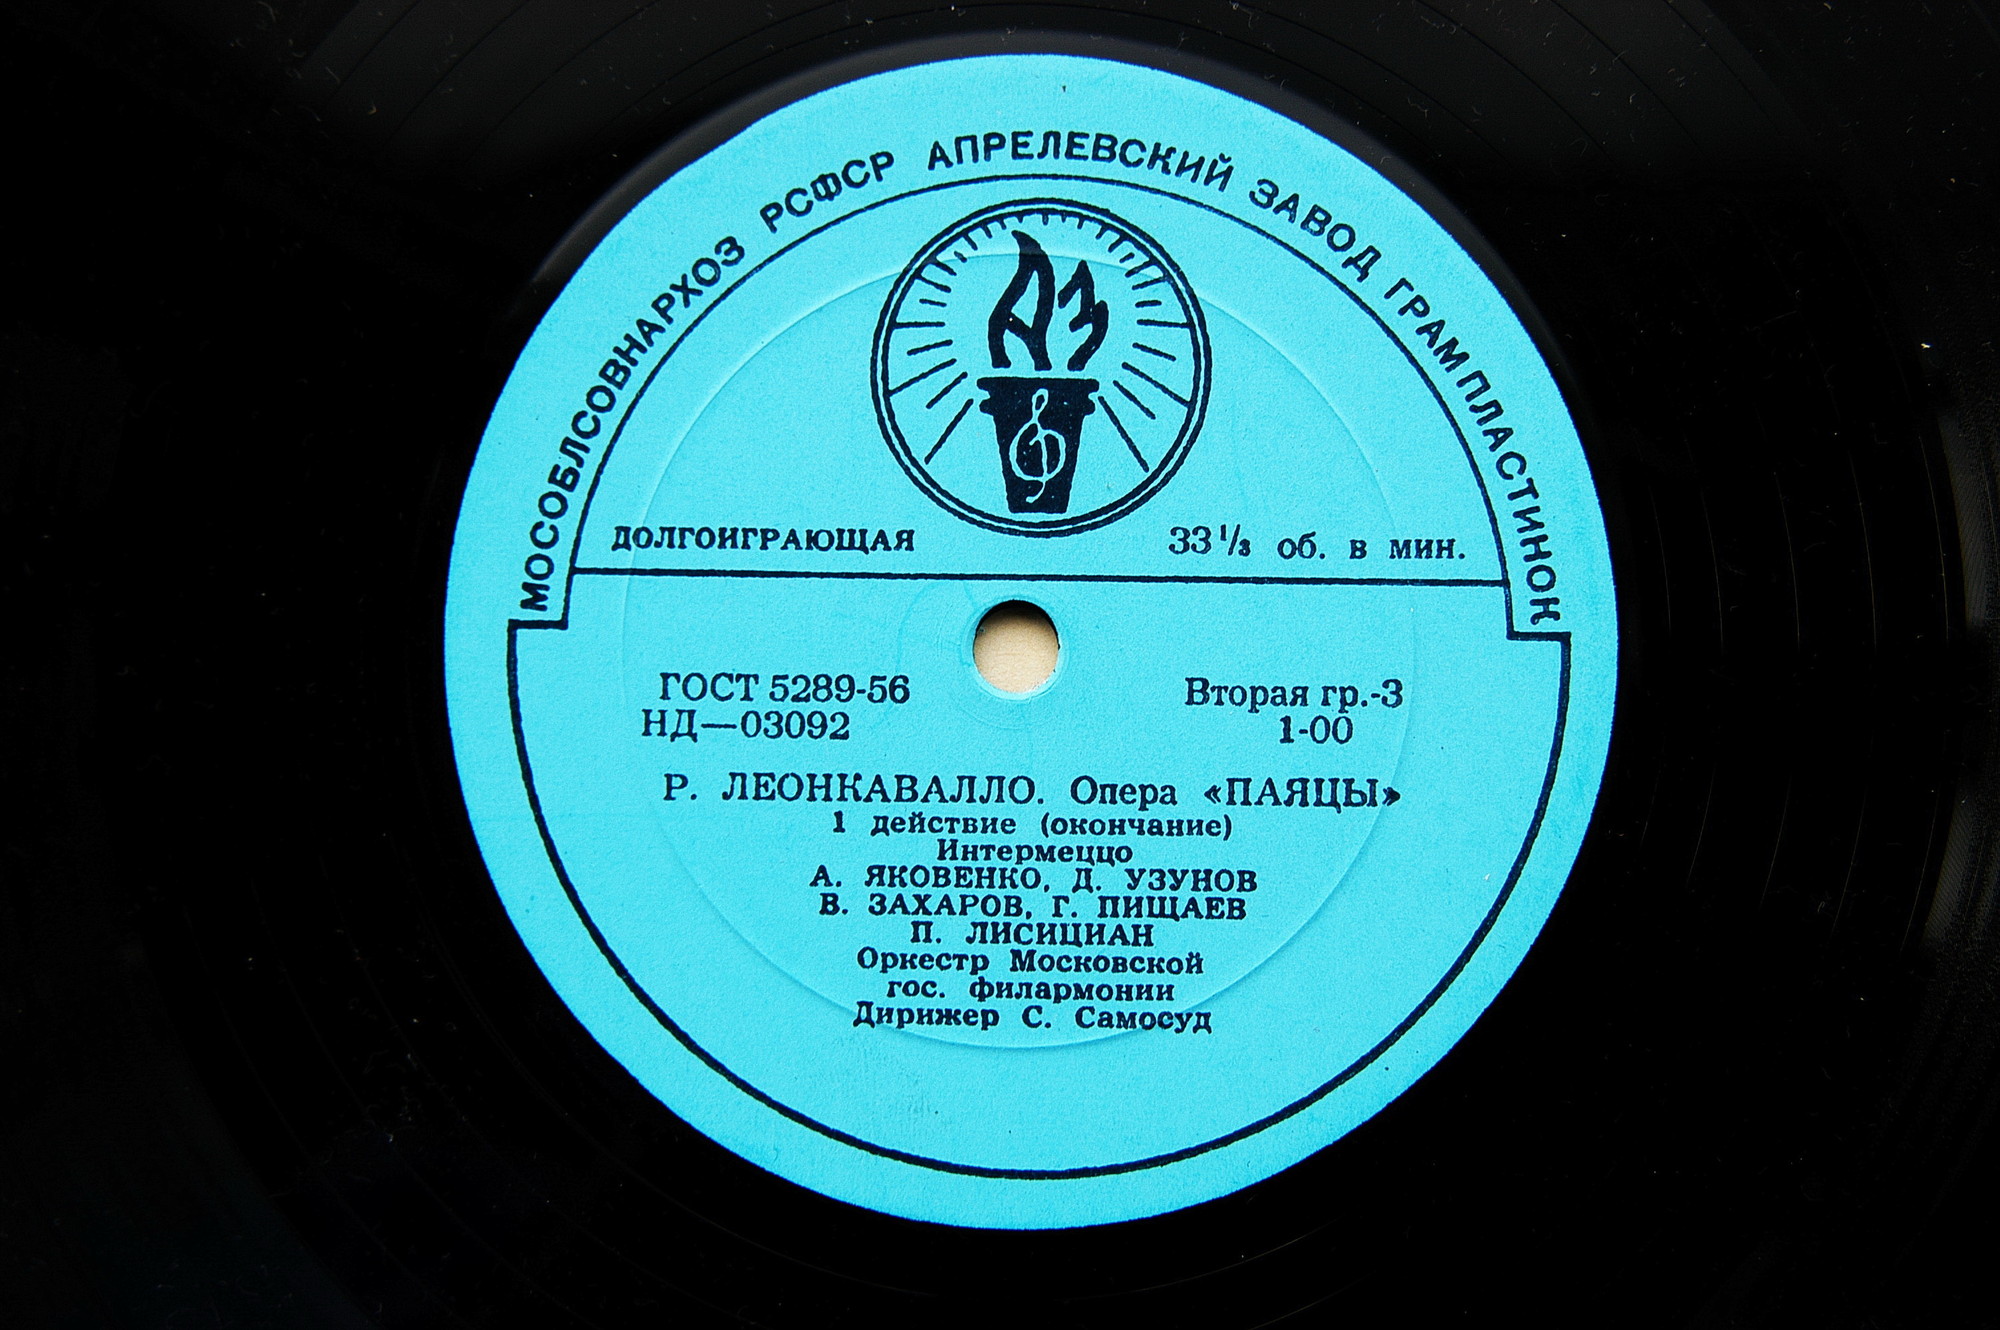 МОСОБЛСОВНАРХОЗ РСФСР АПРЕЛЕВСКИЙ ЗАВОД ГРАМПЛАСТИНОК
АЗ
ДОЛГОИГРАЮЩАЯ 33⅓ об. в мин.
ГОСТ 5289-56 Вторая гр.-3
НД—03092 1-00
Р. ЛЕОНКАВАЛЛО. Опера «ПАЯЦЫ»
1 действие (окончание)
Интермеццо
А. ЯКОВЕНКО, Д. УЗУНОВ
В. ЗАХАРОВ, Г. ПИЩАЕВ
П. ЛИСИЦИАН
Оркестр Московской
гос. филармонии
Дирижер С. Самосуд